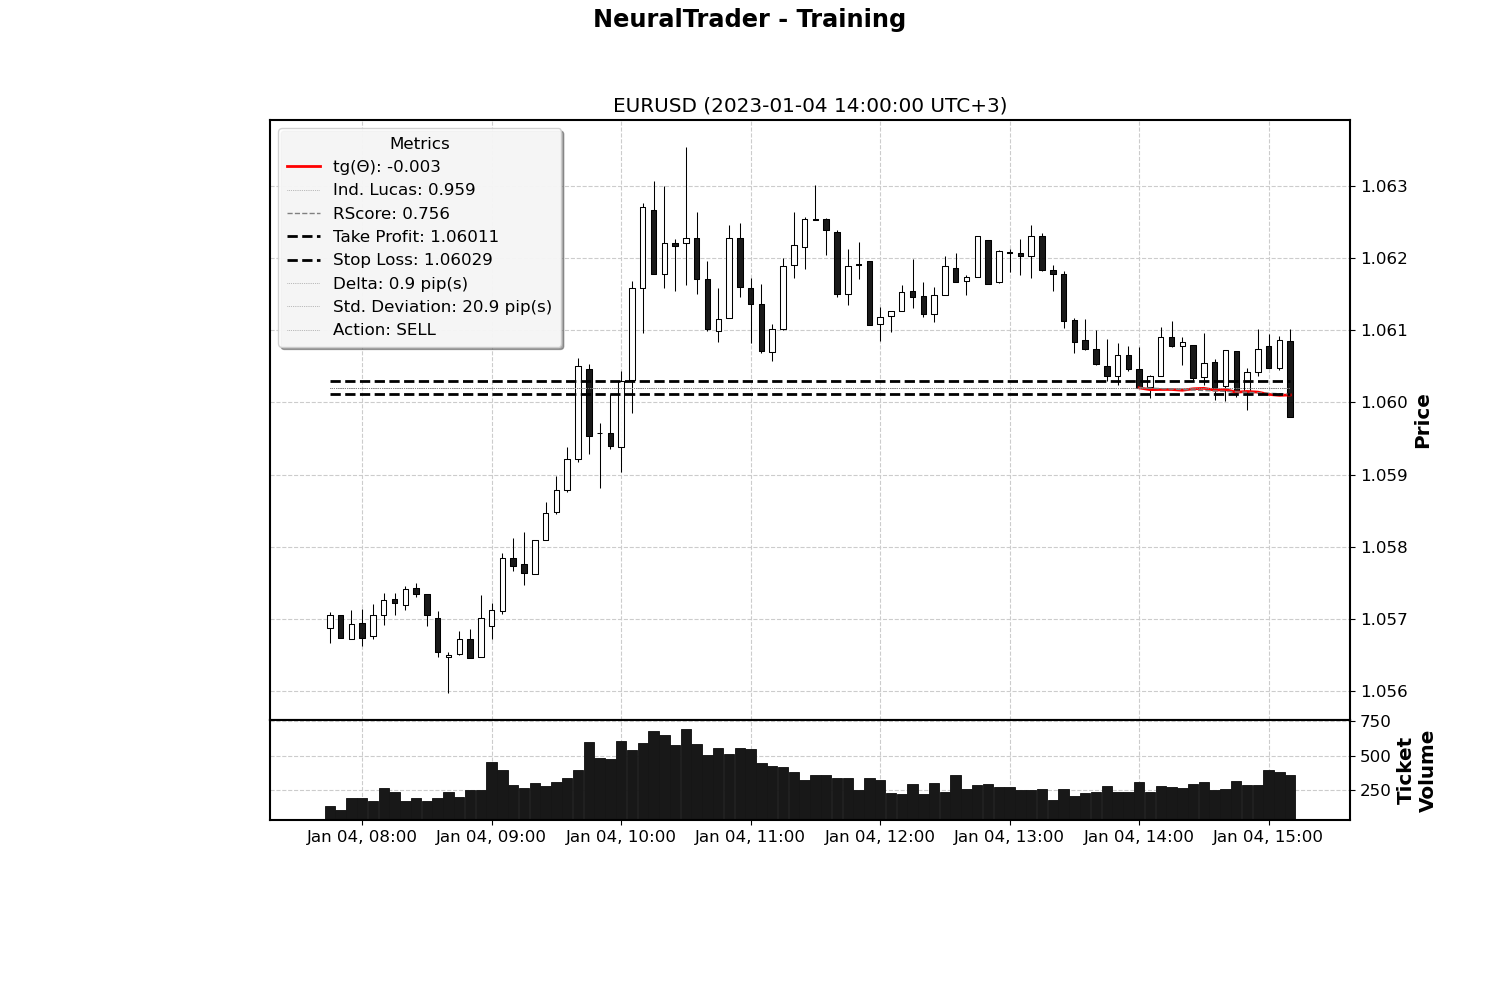 NeuralTrader - Training
EURUSD (2023-01-04 14:00:00 UTC+3)
Metrics
tg(Θ): -0.003
Ind. Lucas: 0.959
RScore: 0.756
Take Profit: 1.06011
Stop Loss: 1.06029
Delta: 0.9 pip(s)
Std. Deviation: 20.9 pip(s)
Action: SELL
1.063
1.062
1.061
1.060
1.059
1.058
1.057
1.056
Price
750
500
250
Ticket
Volume
Jan 04, 08:00 Jan 04, 09:00 Jan 04, 10:00 Jan 04, 11:00 Jan 04, 12:00 Jan 04, 13:00 Jan 04, 14:00 Jan 04, 15:00